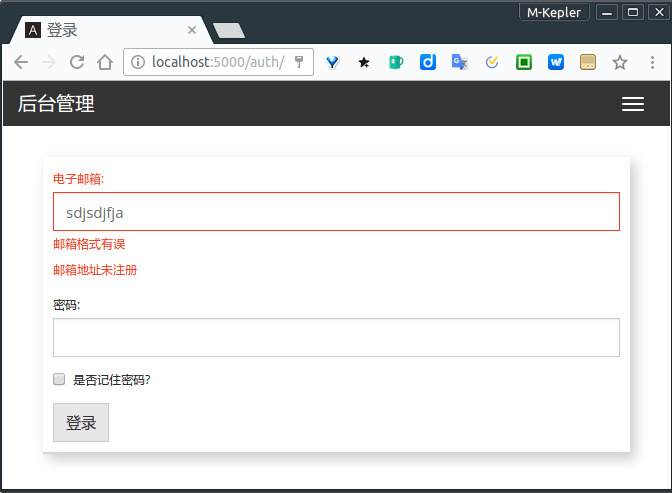 M-Kepler
A 登录
localhost:5000/auth/
后台管理
电子邮箱:
sdjsdjfja
邮箱格式有误
邮箱地址未注册
密码:
是否记住密码?
登录